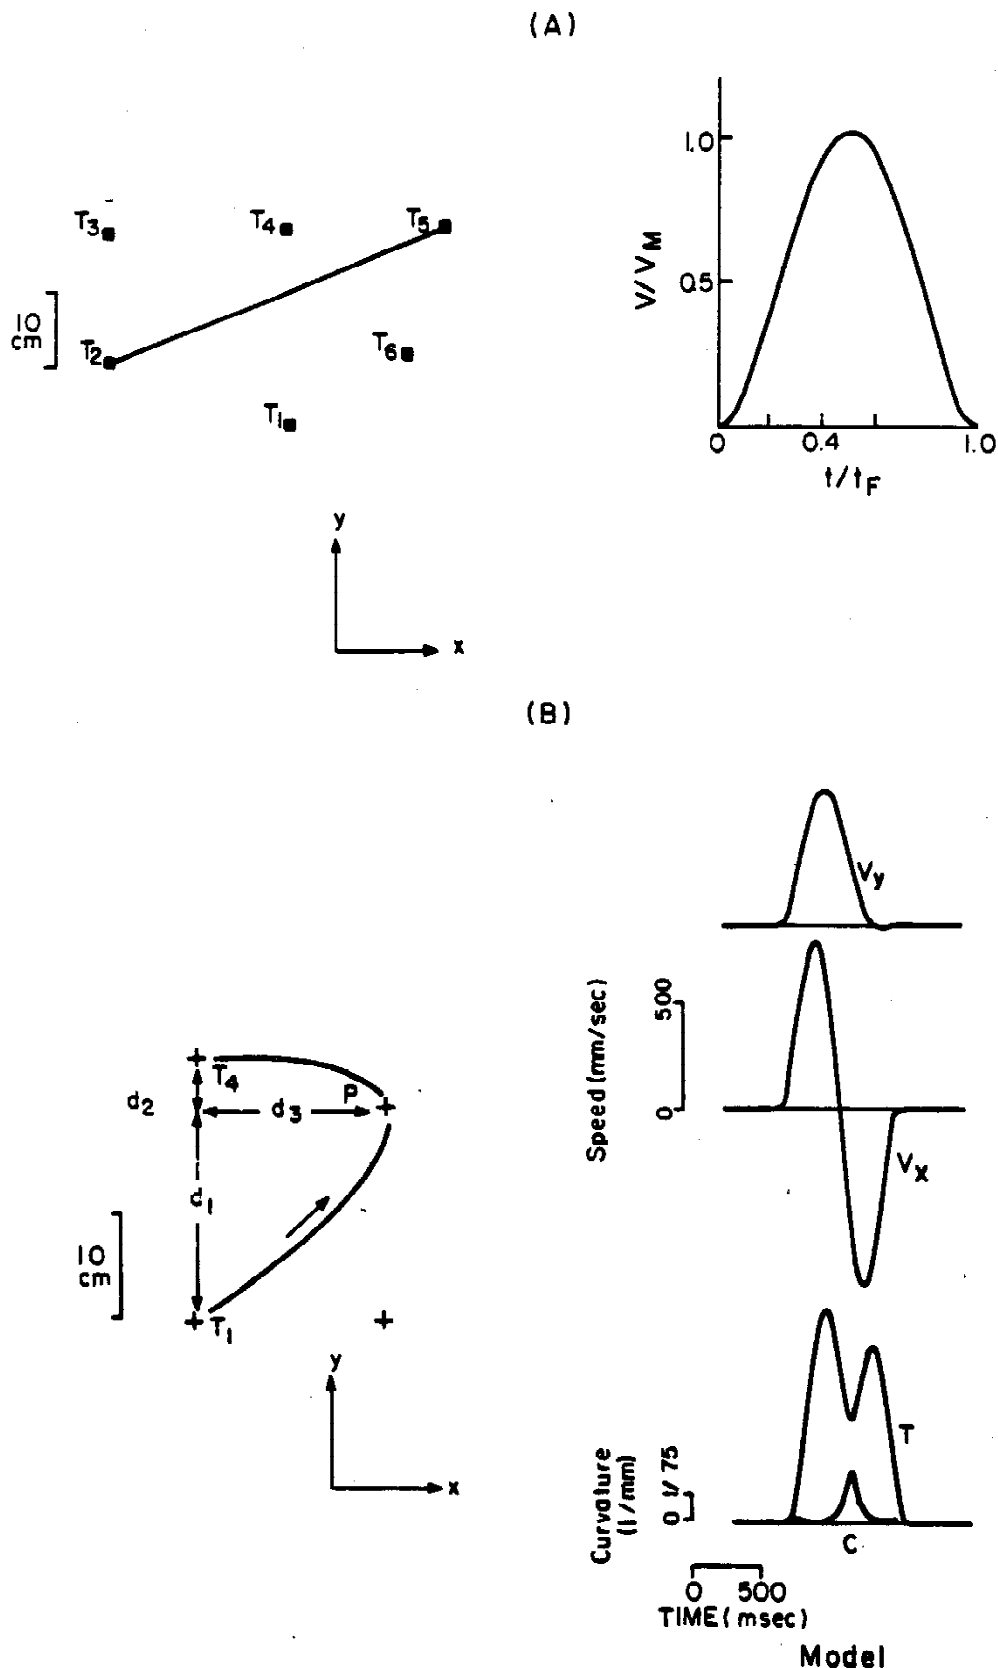 (A)
T3
T4
T5
10
cm
T2
T6
T1
V/VM
1.0
0.5
0
0.4
1.0
t/tF
y
x
(B)
Vy
Speed (mm/sec)
500
0
Vx
T4
P
d2
d3
d1
10
cm
T1
y
x
Curvature
(1/mm)
0 1/75
T
C
0 500
TIME (msec)
Model